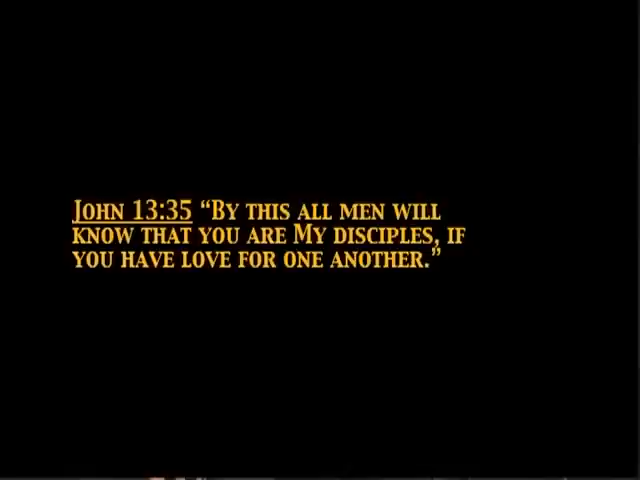 John 13:35 “By this all men will
know that you are My disciples, if
you have love for one another.”